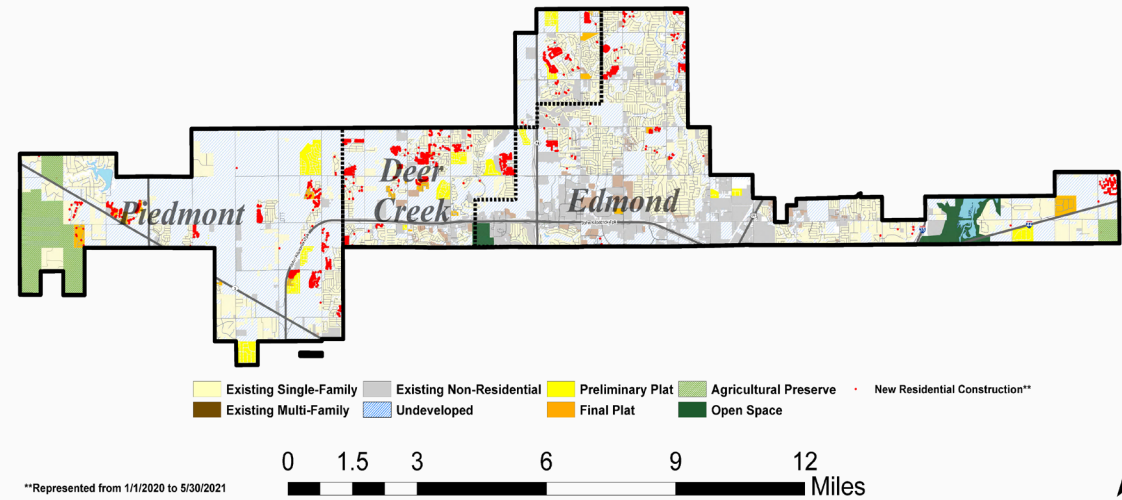 Deer
Creek
Piedmont
Edmond
Existing Single-Family
Existing Non-Residential
Preliminary Plat
Agricultural Preserve
New Residential Construction**
Existing Multi-Family
Undeveloped
Final Plat
Open Space
0 1.5 3 6 9 12
Miles
**Represented from 1/1/2020 to 5/30/2021